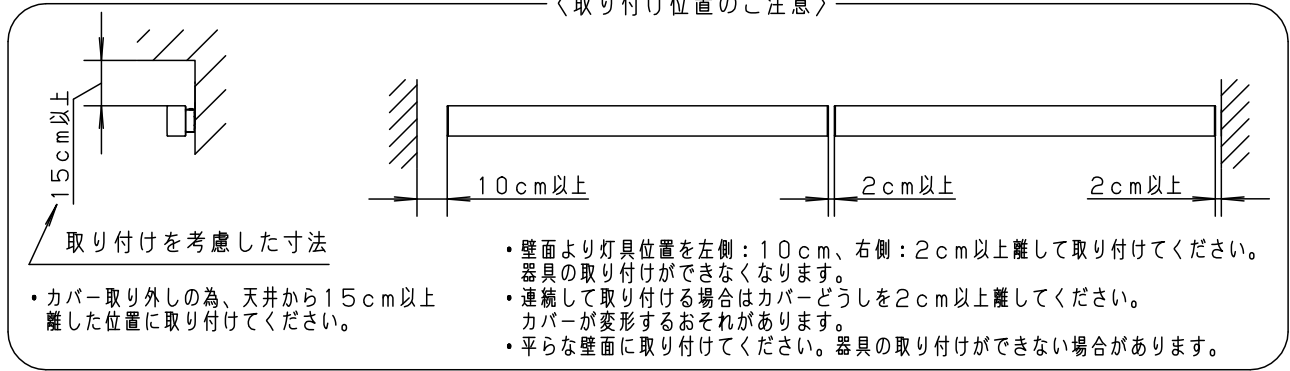 〈取り付け位置のご注意〉
15cm以上
取り付けを考慮した寸法
・カバー取り外しの為、天井から15cm以上
離した位置に取り付けてください。
10cm以上
2cm以上
2cm以上
・壁面より灯具位置を左側：10cm、右側：2cm以上離して取り付けてください。
器具の取り付けができなくなります。
・連続して取り付ける場合はカバーどうしを2cm以上離してください。
カバーが変形するおそれがあります。
・平らな壁面に取り付けてください。器具の取り付けができない場合があります。